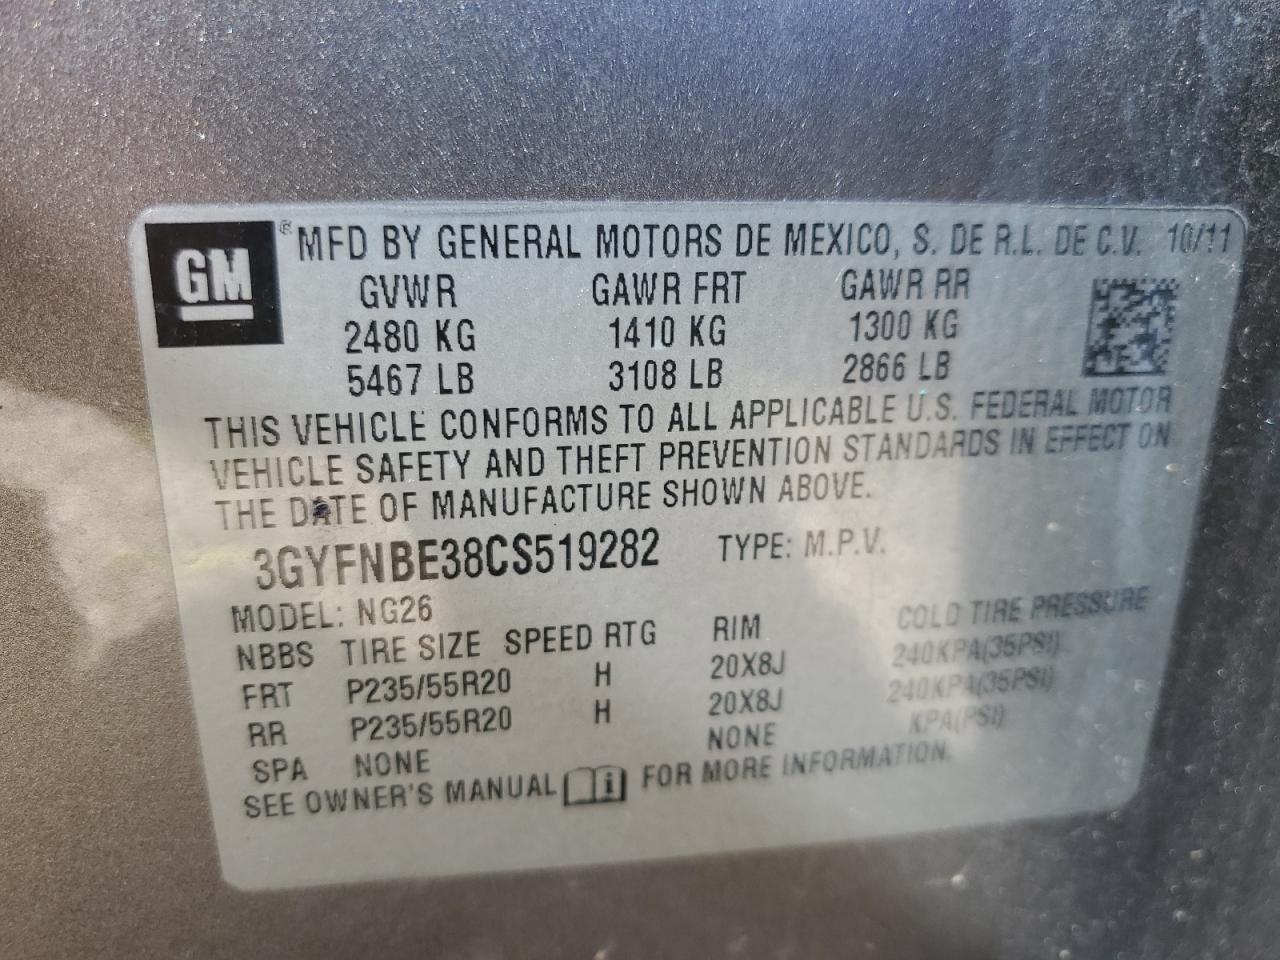 GM ® MFD BY GENERAL MOTORS DE MEXICO, S. DE R.L. DE C.V. 10/11
GVWR GAWR FRT GAWR RR
2480 KG 1410 KG 1300 KG
5467 LB 3108 LB 2866 LB
THIS VEHICLE CONFORMS TO ALL APPLICABLE U.S. FEDERAL MOTOR
VEHICLE SAFETY AND THEFT PREVENTION STANDARDS IN EFFECT ON
THE DATE OF MANUFACTURE SHOWN ABOVE.
3GYFNBE38CS519282 TYPE: M.P.V.
MODEL: NG26
NBBS TIRE SIZE SPEED RTG RIM COLD TIRE PRESSURE
FRT P235/55R20 H 20X8J 240KPA(35PSI)
RR P235/55R20 H 20X8J 240KPA(35PSI)
SPA NONE NONE KPA(PSI)
SEE OWNER'S MANUAL i FOR MORE INFORMATION.